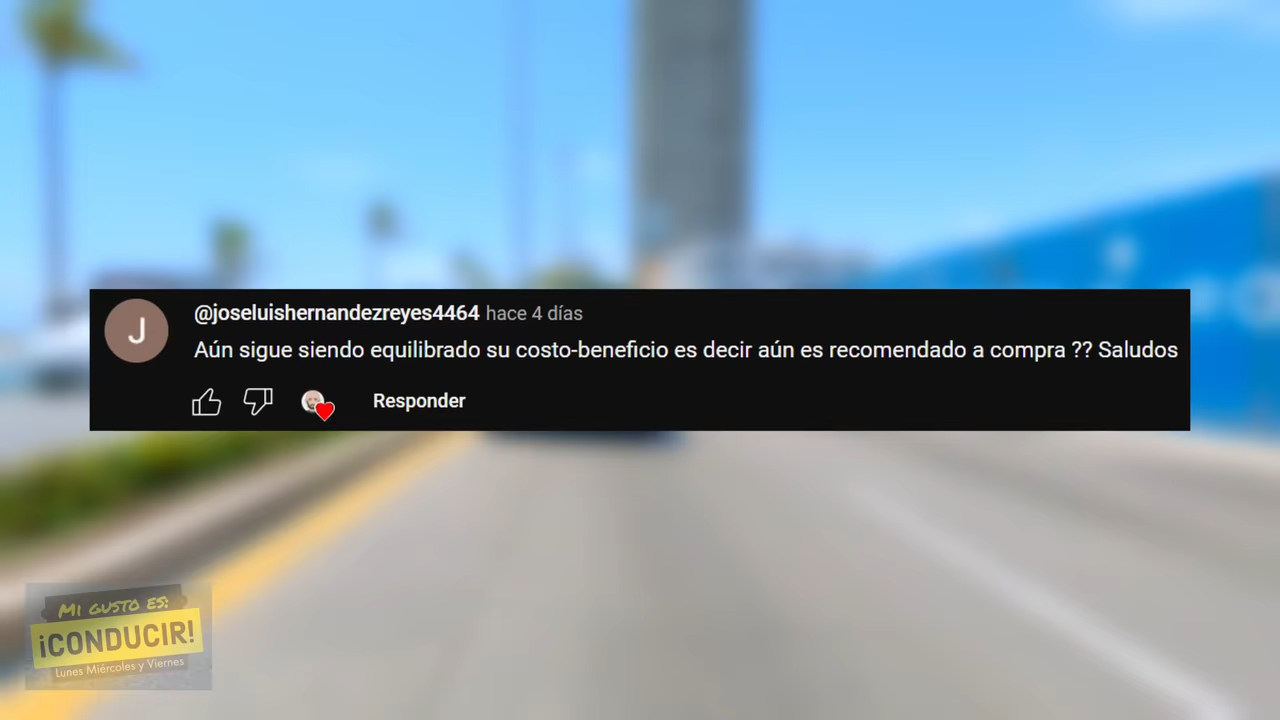 @joseluishernandezreyes4464 hace 4 días
Aún sigue siendo equilibrado su costo-beneficio es decir aún es recomendado a compra ?? Saludos
Responder
J
MI GUSTO ES:
¡CONDUCIR!
Lunes Miércoles y Viernes